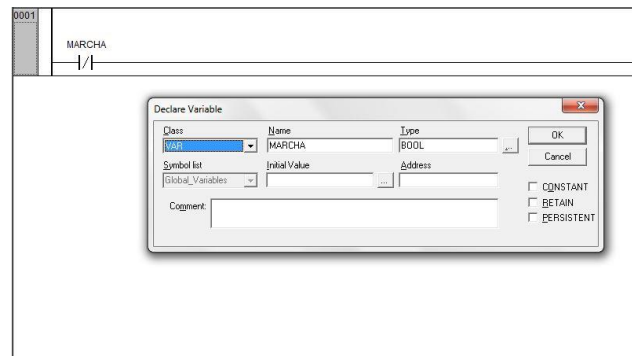 0001
MARCHA
Declare Variable
Class Name Type
VAR MARCHA BOOL ... OK
Symbol list Initial Value Address Cancel
Global_Variables ...
CONSTANT
Comment: RETAIN
PERSISTENT